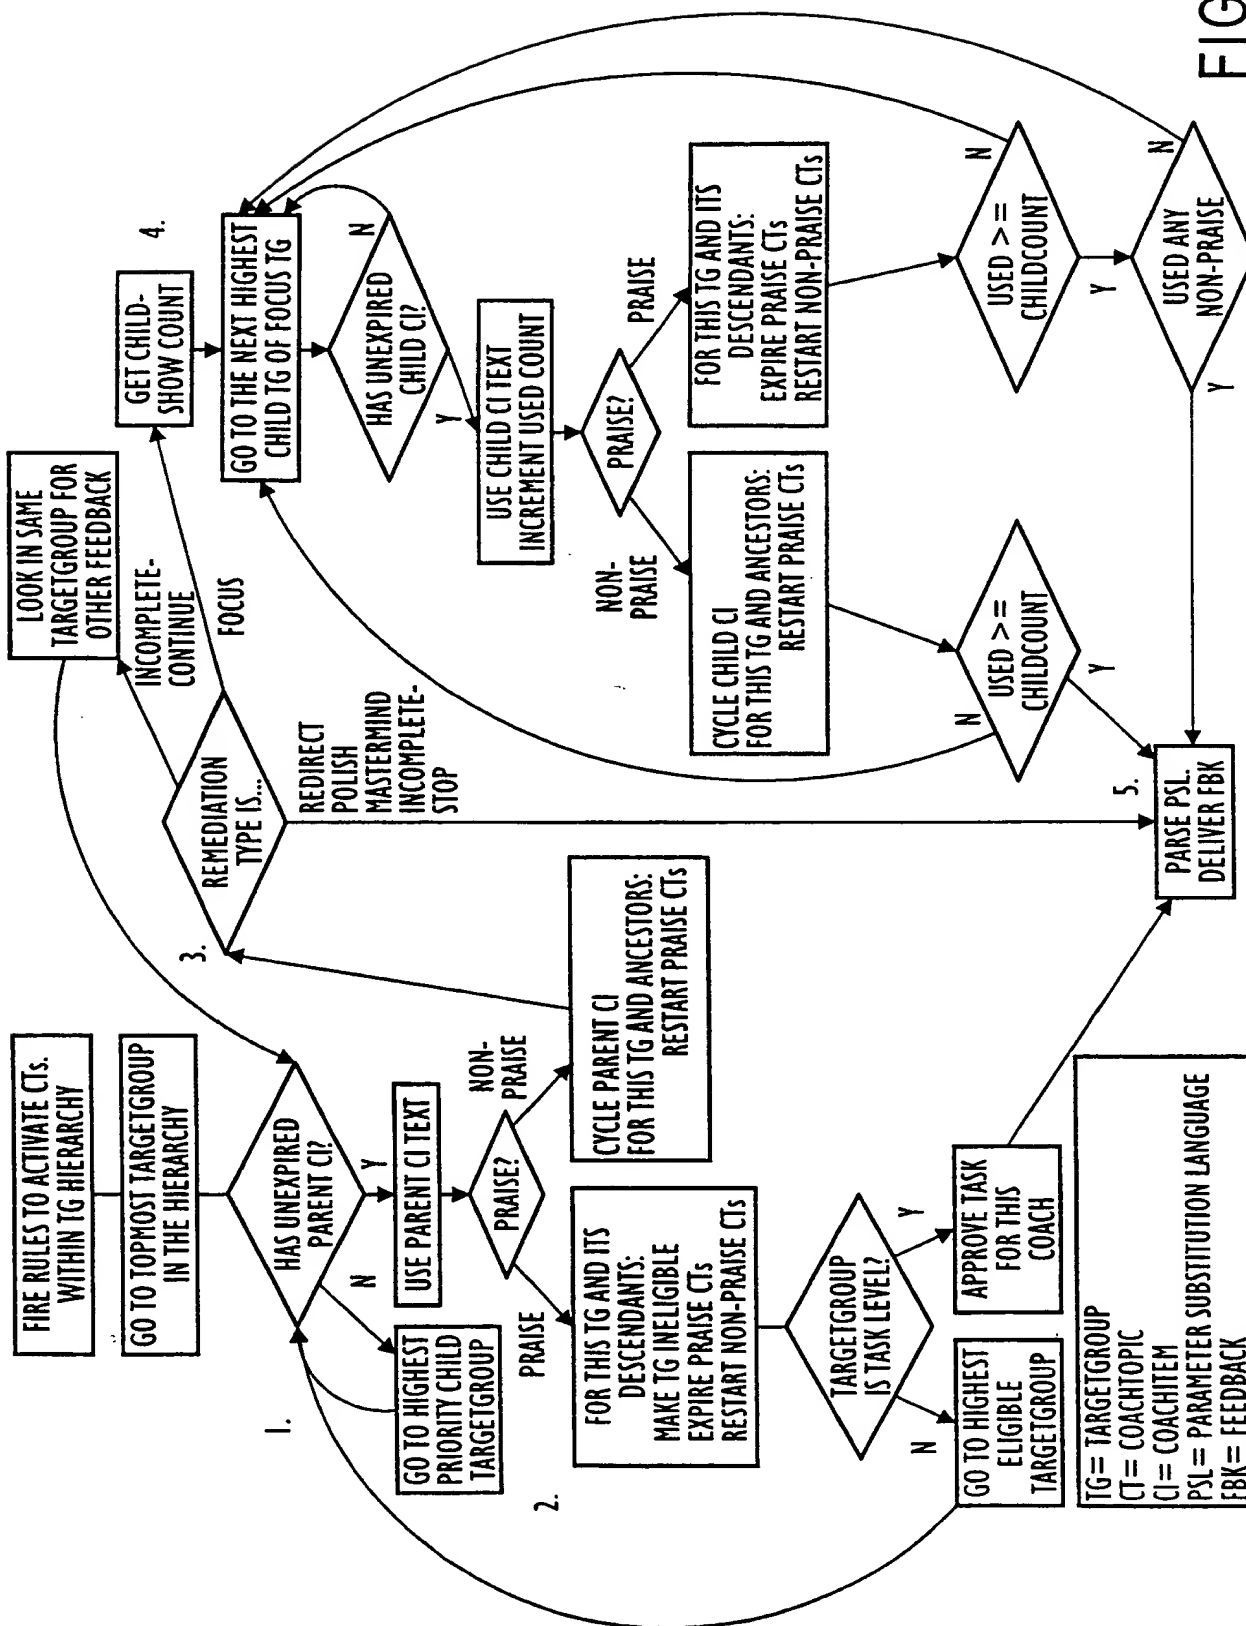 FIRE RULES TO ACTIVATE CTs.
WITHIN TG HIERARCHY
GO TO TOPMOST TARGETGROUP
IN THE HIERARCHY
1.
HAS UNEXPIRED
PARENT CI?
N
Y
GO TO HIGHEST
PRIORITY CHILD
TARGETGROUP
USE PARENT CI TEXT
PRAISE?
PRAISE
NON-
PRAISE
2.
FOR THIS TG AND ITS
DESCENDANTS:
MAKE TG INELIGIBLE
EXPIRE PRAISE CTs
RESTART NON-PRAISE CTs
CYCLE PARENT CI
FOR THIS TG AND ANCESTORS:
RESTART PRAISE CTs
TARGETGROUP
IS TASK LEVEL?
N
Y
GO TO HIGHEST
ELIGIBLE
TARGETGROUP
APPROVE TASK
FOR THIS
COACH
TG= TARGETGROUP
CT= COACHTOPIC
CI= COACHITEM
PSL= PARAMETER SUBSTITUTION LANGUAGE
FBK= FEEDBACK
3.
REMEDIATION
TYPE IS...
LOOK IN SAME
TARGETGROUP FOR
OTHER FEEDBACK
INCOMPLETE-
CONTINUE
FOCUS
REDIRECT
POLISH
MASTERMIND
INCOMPLETE-
STOP
4.
GET CHILD-
SHOW COUNT
GO TO THE NEXT HIGHEST
CHILD TG OF FOCUS TG
HAS UNEXPIRED
CHILD CI?
N
Y
USE CHILD CI TEXT
INCREMENT USED COUNT
PRAISE?
NON-
PRAISE
PRAISE
CYCLE CHILD CI
FOR THIS TG AND ANCESTORS:
RESTART PRAISE CTs
FOR THIS TG AND ITS
DESCENDANTS:
EXPIRE PRAISE CTs
RESTART NON-PRAISE CTs
USED >=
CHILDCOUNT
N
Y
USED >=
CHILDCOUNT
N
Y
USED ANY
NON-PRAISE
N
Y
5.
PARSE PSL.
DELIVER FBK
FIG